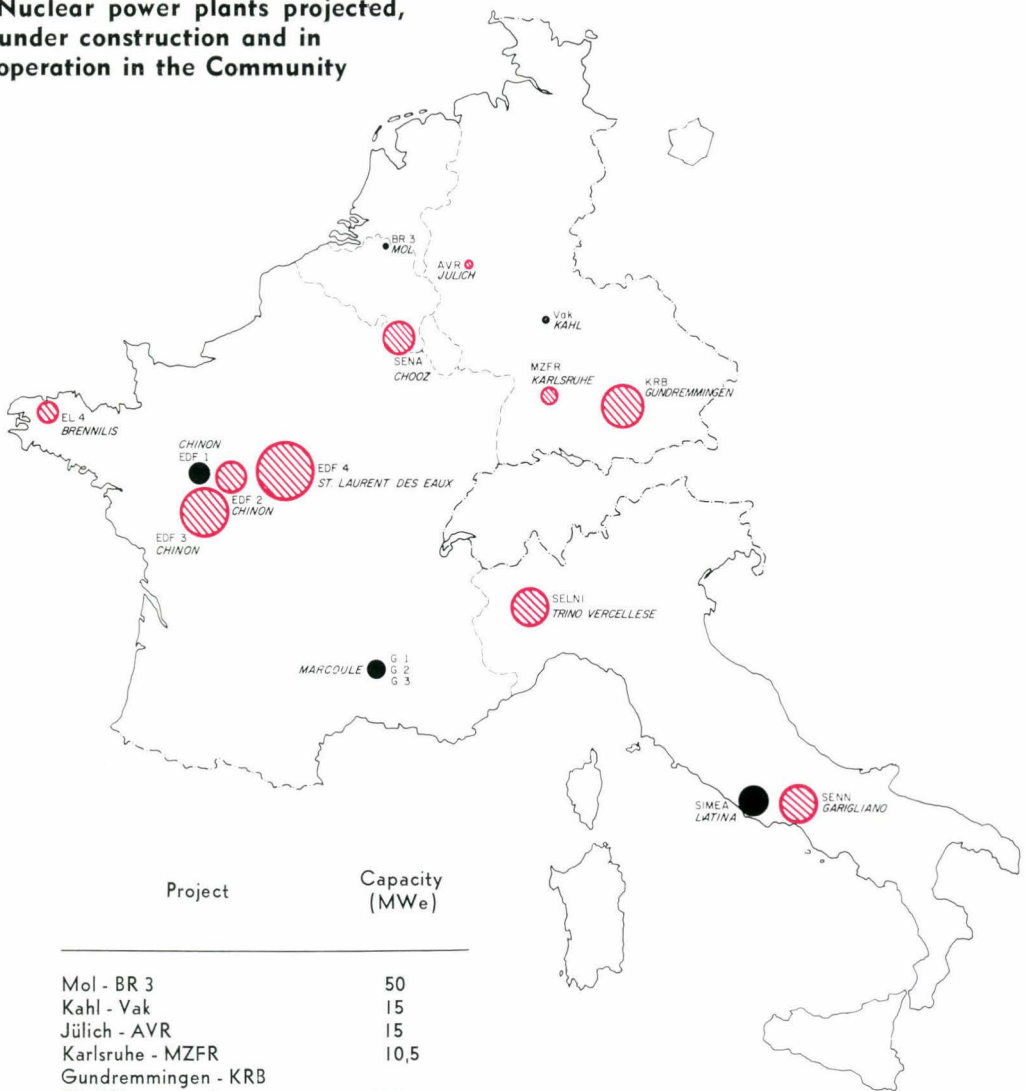 Nuclear power plants projected,
under construction and in
operation in the Community
BR 3
MOL
AVR
JULICH
Vak
KAHL
SENA
CHOOZ
MZFR
KARLSRUHE
KRB
GUNDREMMINGEN
EL 4
BRENNILIS
CHINON
EDF 1
EDF 2
CHINON
EDF 4
ST. LAURENT DES EAUX
EDF 3
CHINON
SELNI
TRINO VERCELLESE
MARCOULE
G 1
G 2
G 3
SIMEA
LATINA
SENN
GARIGLIANO
Project Capacity
(MWe)
Mol - BR 3 50
Kahl - Vak 15
Jülich - AVR 15
Karlsruhe - MZFR 10,5
Gundremmingen - KRB